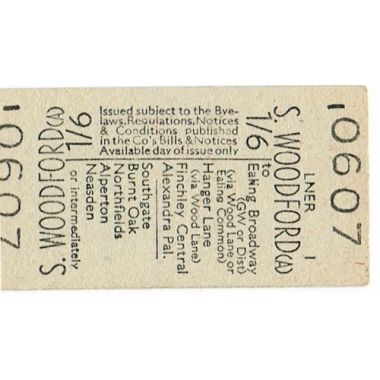 LNER 1
S. WOODFORD (A)
1/6 to
Ealing Broadway
(GW or Dist)
(via Wood Lane, or
Ealing Common)
Hanger Lane
(via Wood Lane)
Finchley Central
Alexandra Pal.
Southgate
Burnt Oak
Northfields
Alperton
Neasden
or intermediately
S. WOODFORD (A)
1/6
Issued subject to the Bye-
laws, Regulations, Notices
& Conditions published
in the Co's Bills & Notices
Available day of issue only
10607
10607